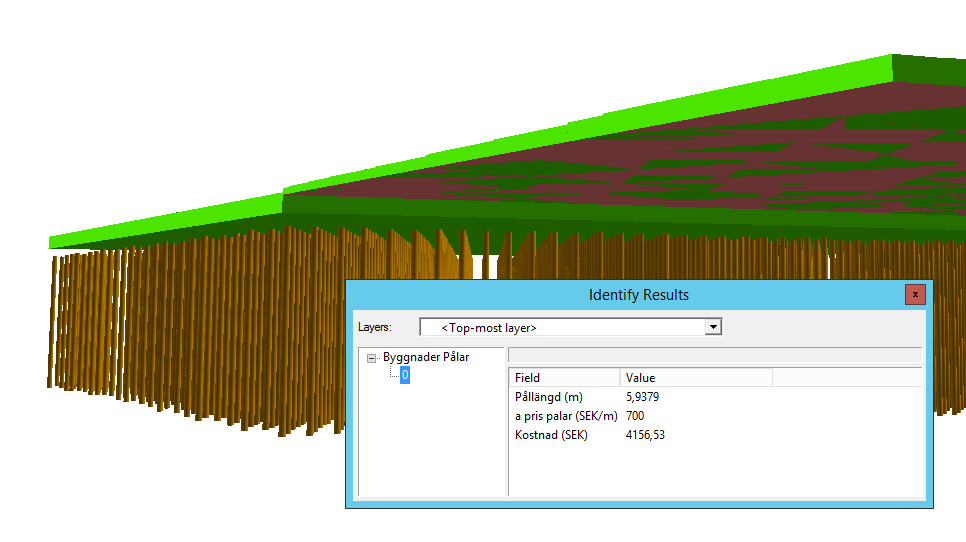 Identify Results
x
Layers: <Top-most layer>
Byggnader Pålar
0
Field Value
Pållängd (m) 5,9379
a pris palar (SEK/m) 700
Kostnad (SEK) 4156,53